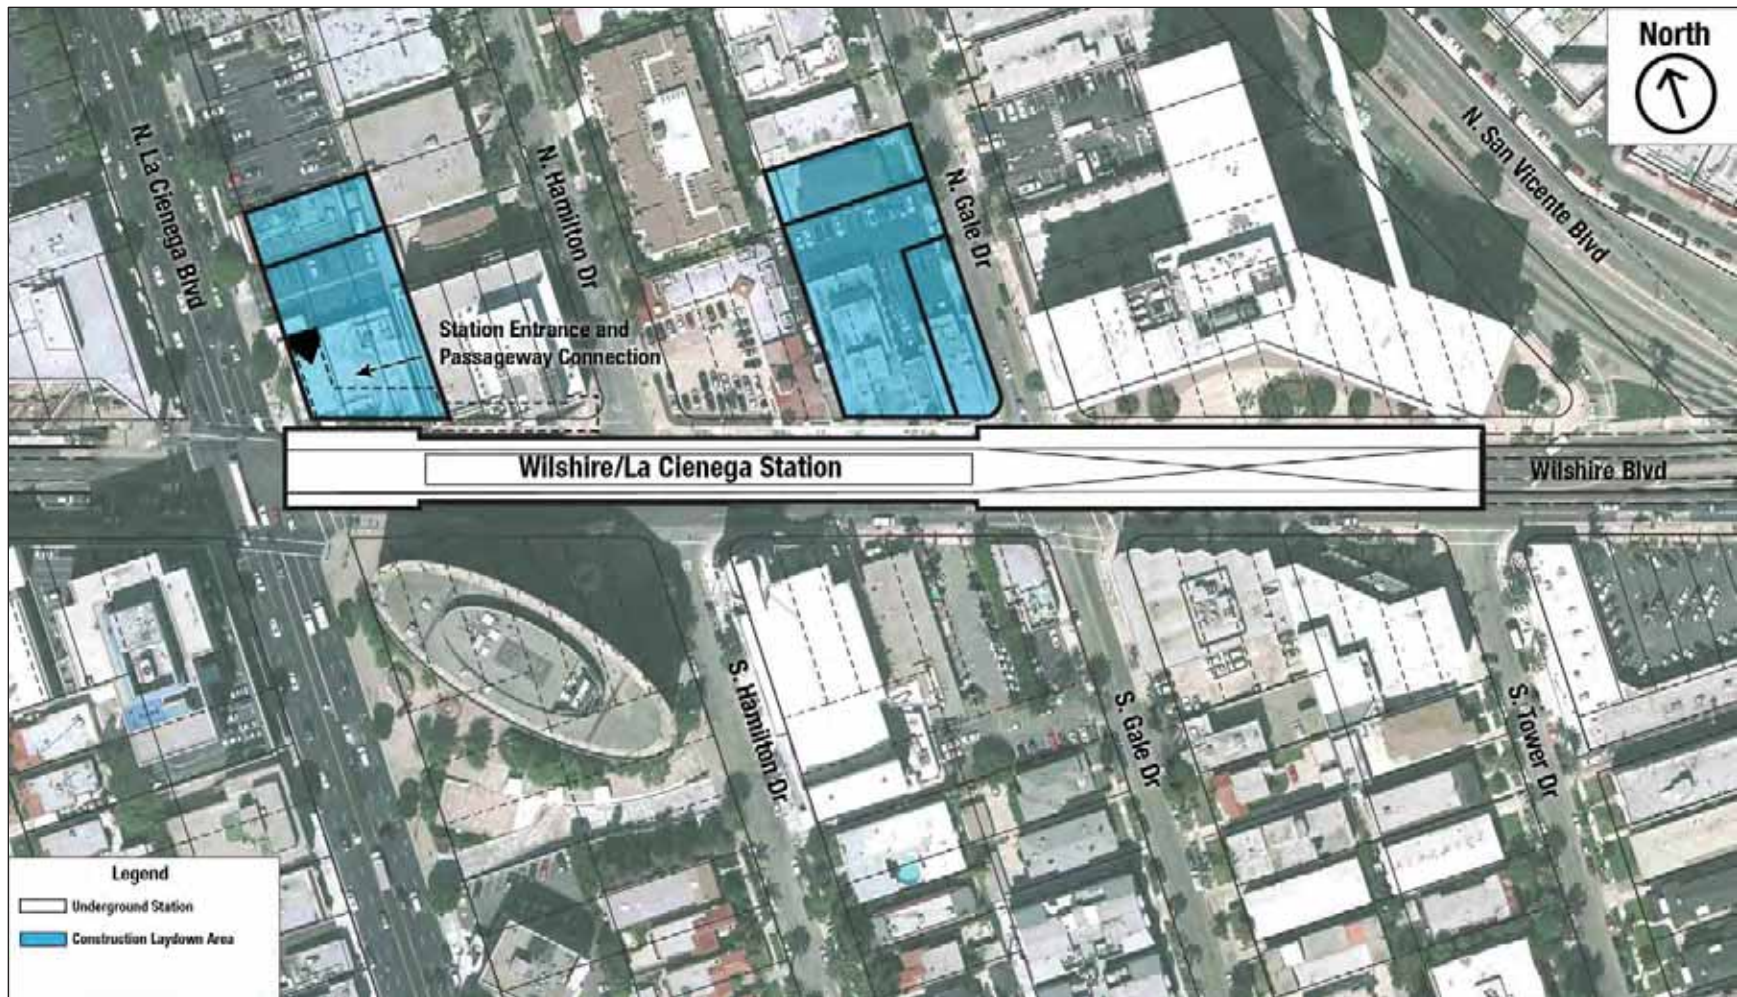 North
N. La Cienega Blvd
N. Hamilton Dr
N. Gale Dr
N. San Vicente Blvd
Station Entrance and
Passageway Connection
Wilshire/La Cienega Station
Wilshire Blvd
S. Hamilton Dr
S. Gale Dr
S. Tower Dr
Legend
Underground Station
Construction Laydown Area